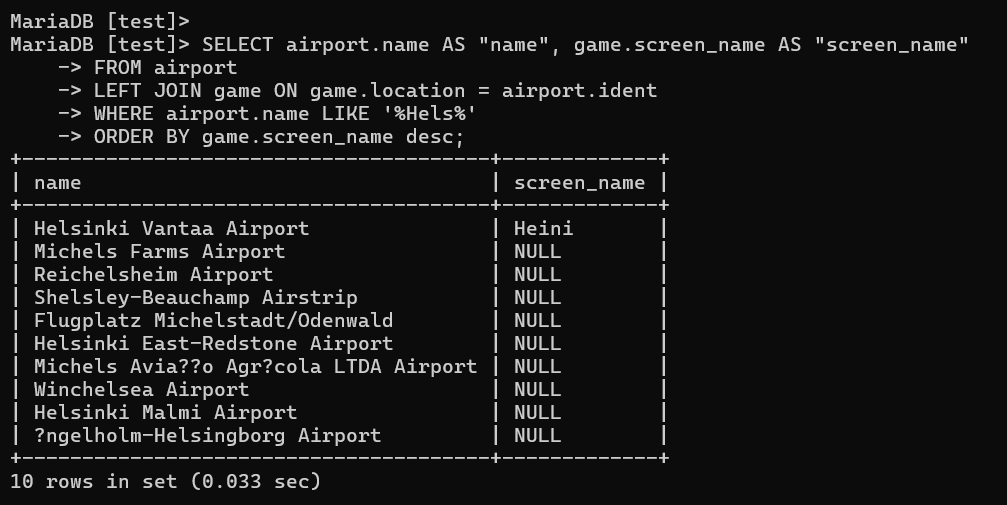 MariaDB [test]>
MariaDB [test]> SELECT airport.name AS "name", game.screen_name AS "screen_name"
    -> FROM airport
    -> LEFT JOIN game ON game.location = airport.ident
    -> WHERE airport.name LIKE '%Hels%'
    -> ORDER BY game.screen_name desc;
+---------------------------------------+-------------+
| name                                  | screen_name |
+---------------------------------------+-------------+
| Helsinki Vantaa Airport               | Heini       |
| Michels Farms Airport                 | NULL        |
| Reichelsheim Airport                  | NULL        |
| Shelsley-Beauchamp Airstrip           | NULL        |
| Flugplatz Michelstadt/Odenwald        | NULL        |
| Helsinki East-Redstone Airport        | NULL        |
| Michels Avia??o Agr?cola LTDA Airport | NULL        |
| Winchelsea Airport                    | NULL        |
| Helsinki Malmi Airport                | NULL        |
| ?ngelholm-Helsingborg Airport         | NULL        |
+---------------------------------------+-------------+
10 rows in set (0.033 sec)